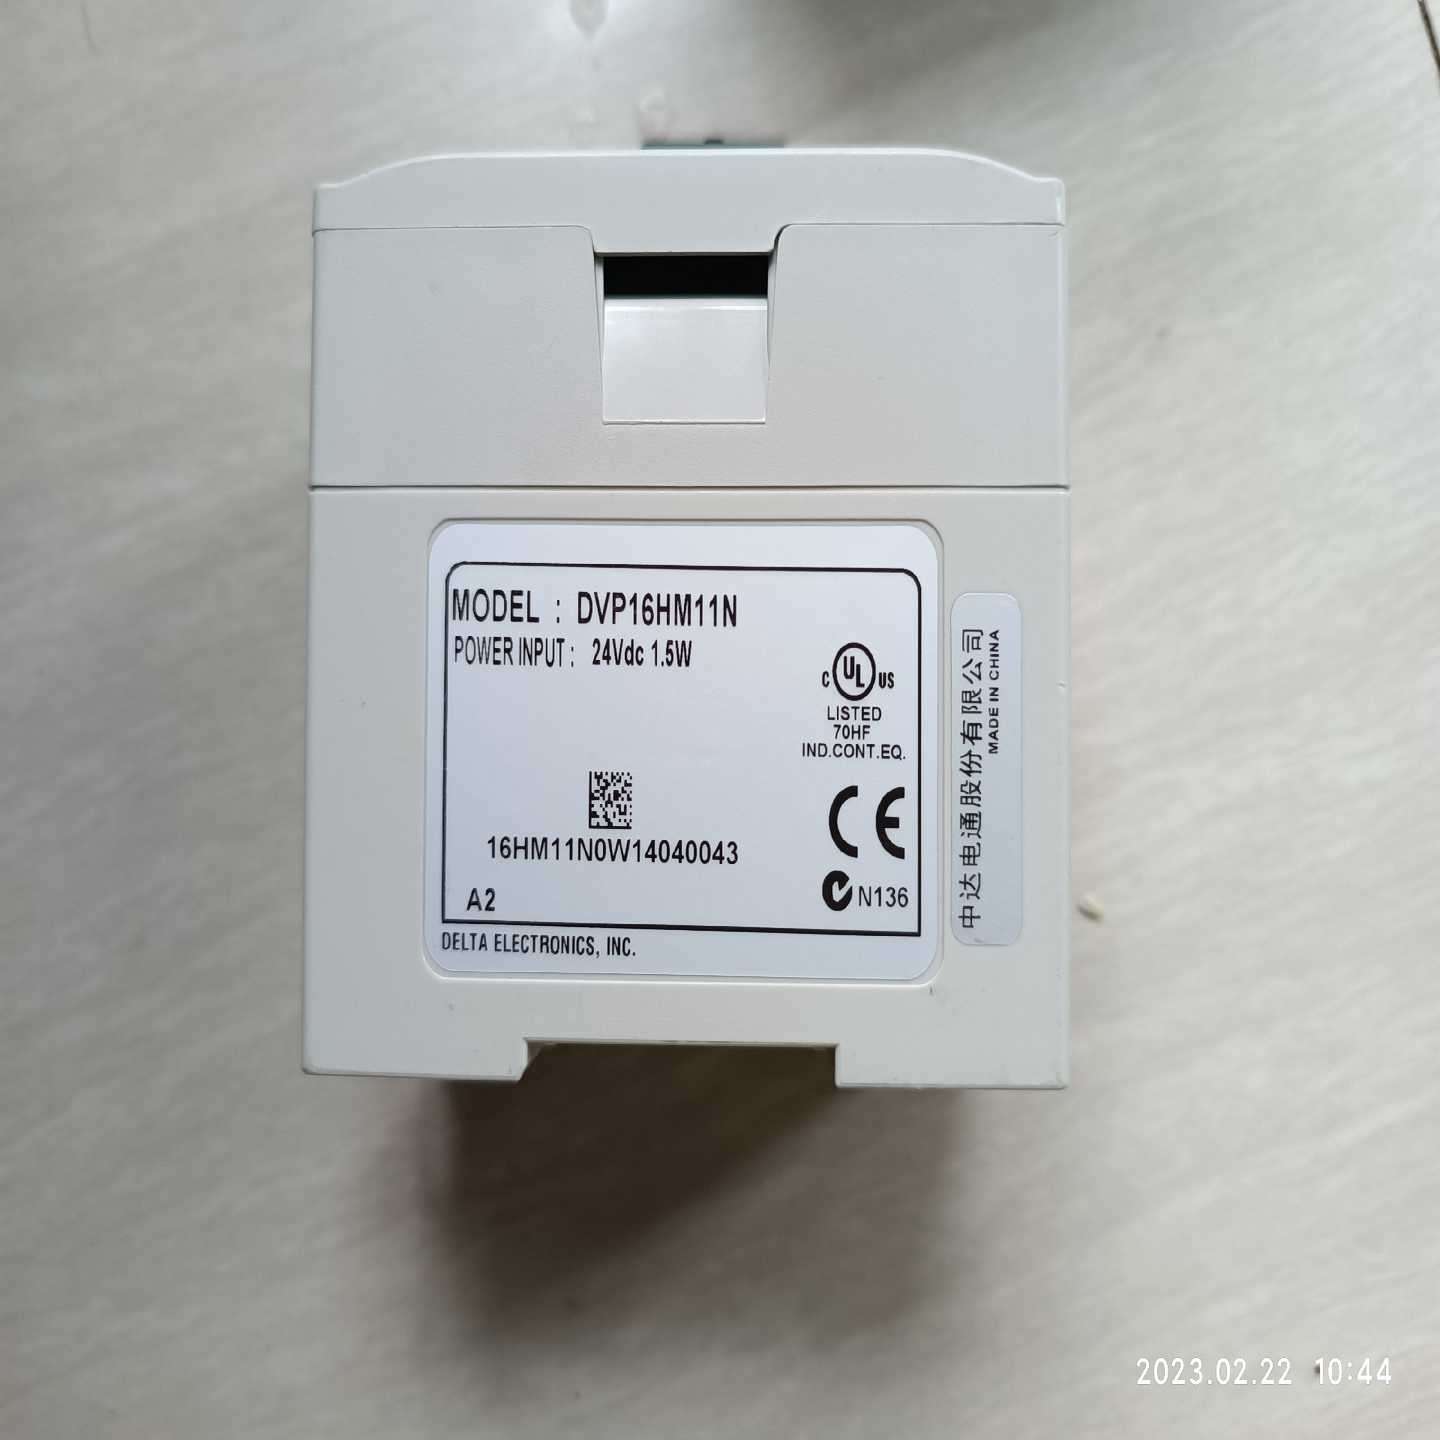 MODEL : DVP16HM11N
POWER INPUT : 24Vdc 1.5W
C UL US
LISTED
70HF
IND.CONT.EQ.
16HM11N0W14040043
CE
A2
N136
DELTA ELECTRONICS, INC.
中达电通股份有限公司
MADE IN CHINA
2023.02.22 10:44